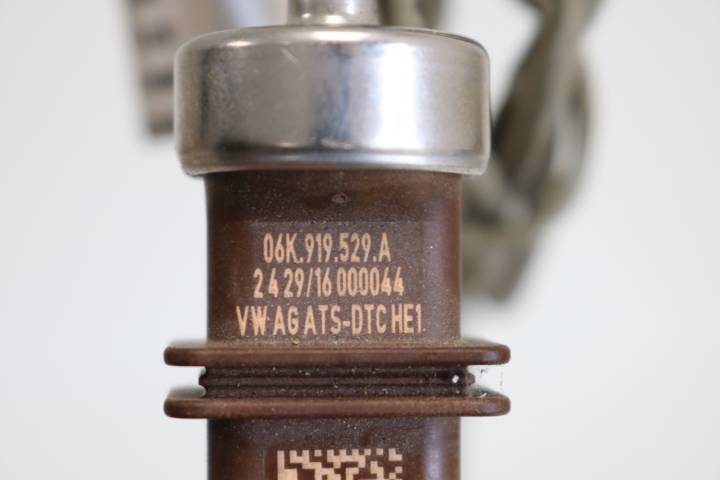 06K.919.529.A
2 4 29/16 000044
VW AG ATS-DTC HE1